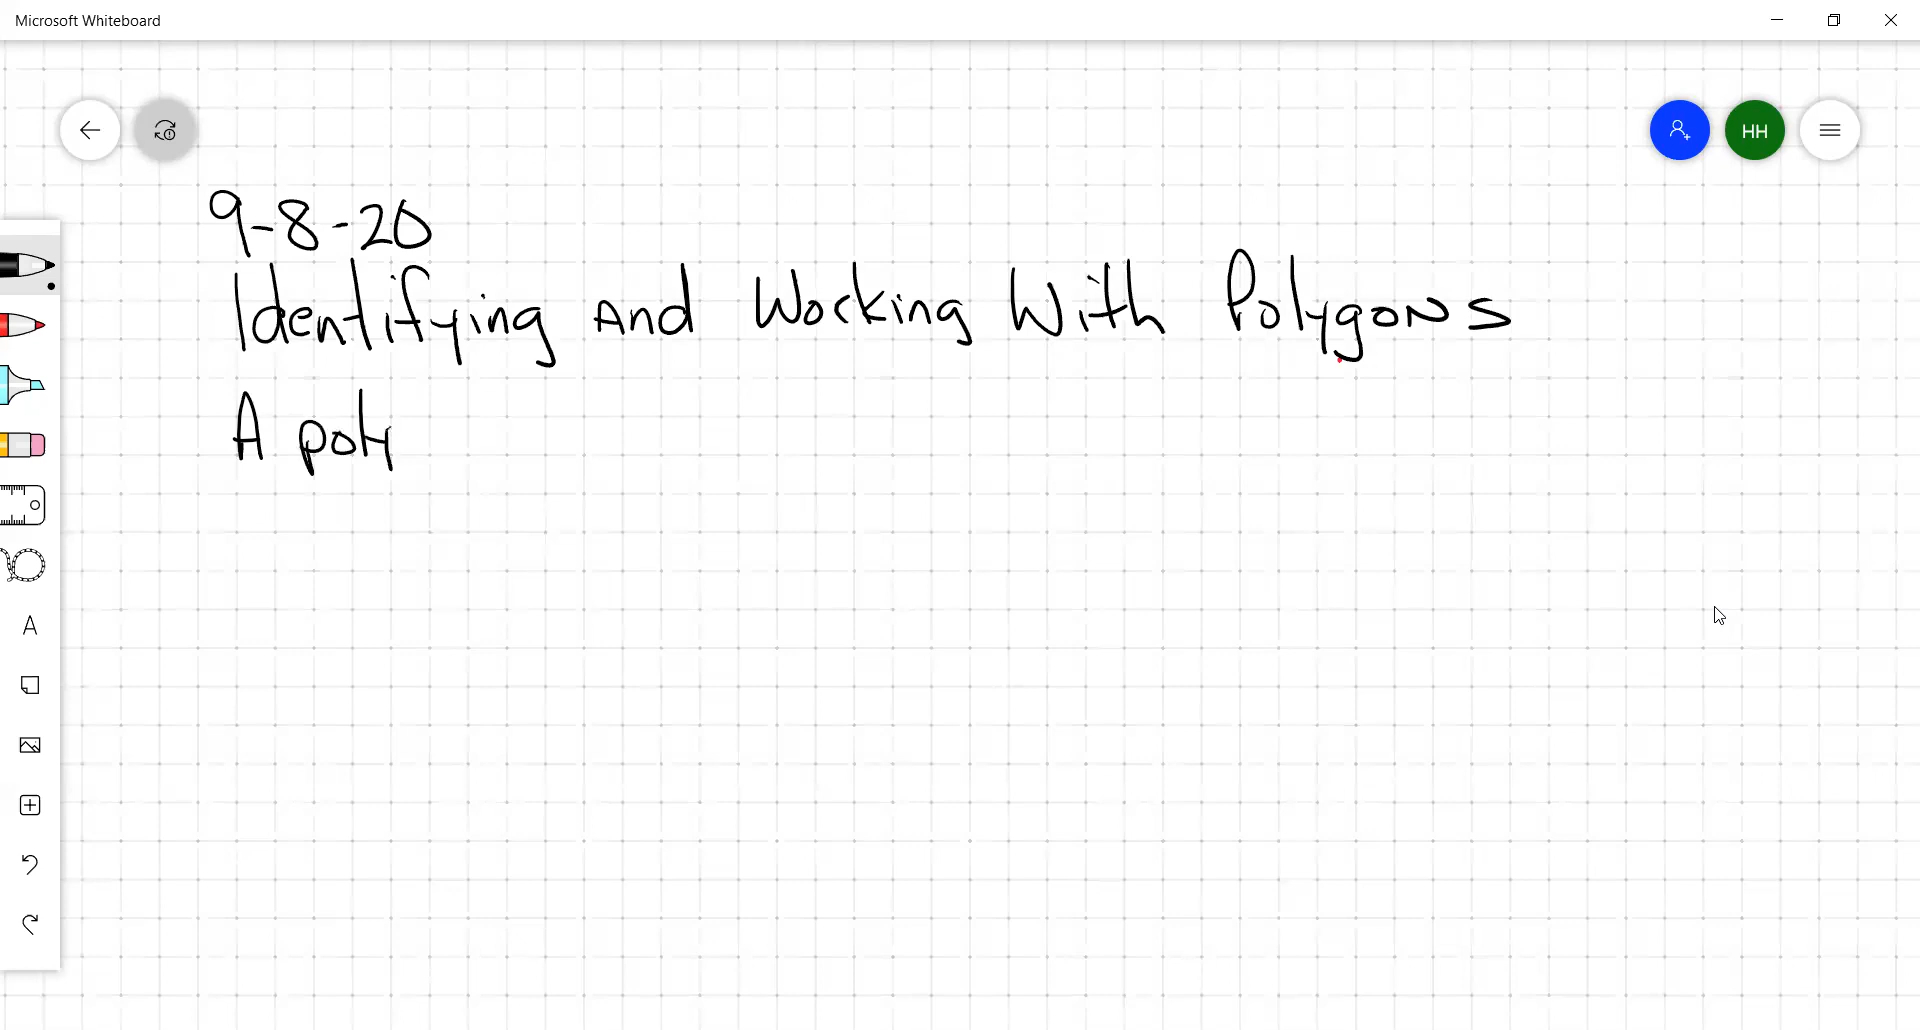 Microsoft Whiteboard
HH
9-8-20
Identifying And Working With Polygons
A poly
A